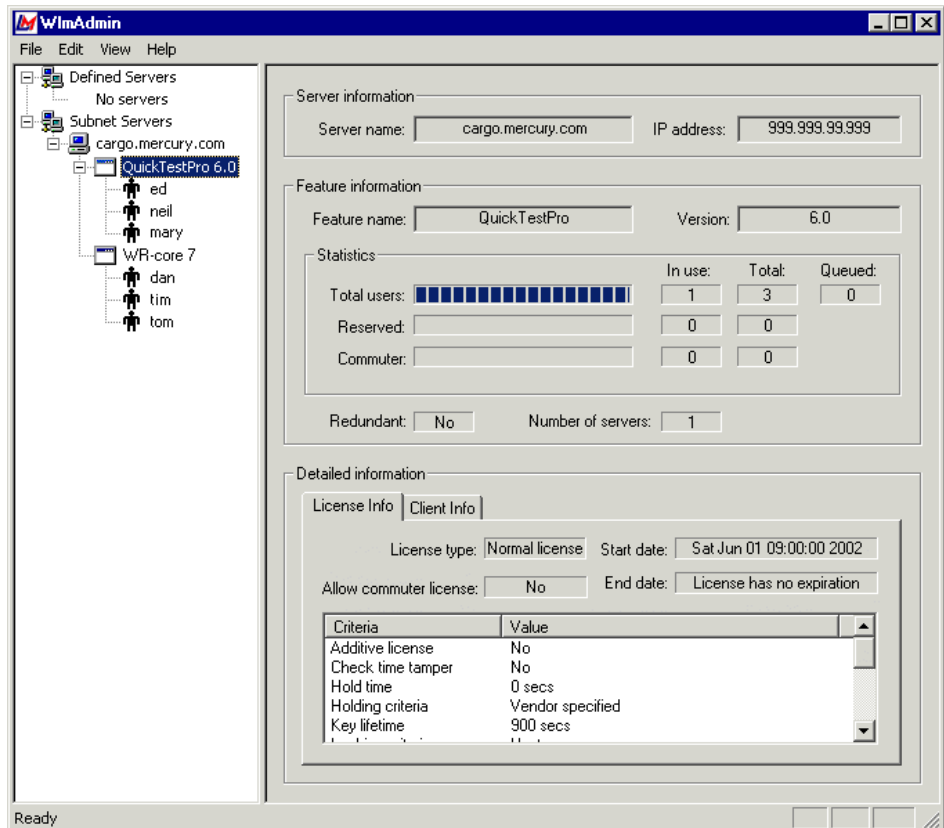 WlmAdmin
File Edit View Help
Defined Servers
No servers
Subnet Servers
cargo.mercury.com
QuickTestPro 6.0
ed
neil
mary
WR-core 7
dan
tim
tom
Server information
Server name: cargo.mercury.com IP address: 999.999.99.999
Feature information
Feature name: QuickTestPro Version: 6.0
Statistics
In use: Total: Queued:
Total users: 1 3 0
Reserved: 0 0
Commuter: 0 0
Redundant: No Number of servers: 1
Detailed information
License Info Client Info
License type: Normal license Start date: Sat Jun 01 09:00:00 2002
Allow commuter license: No End date: License has no expiration
Criteria Value
Additive license No
Check time tamper No
Hold time 0 secs
Holding criteria Vendor specified
Key lifetime 900 secs
Ready